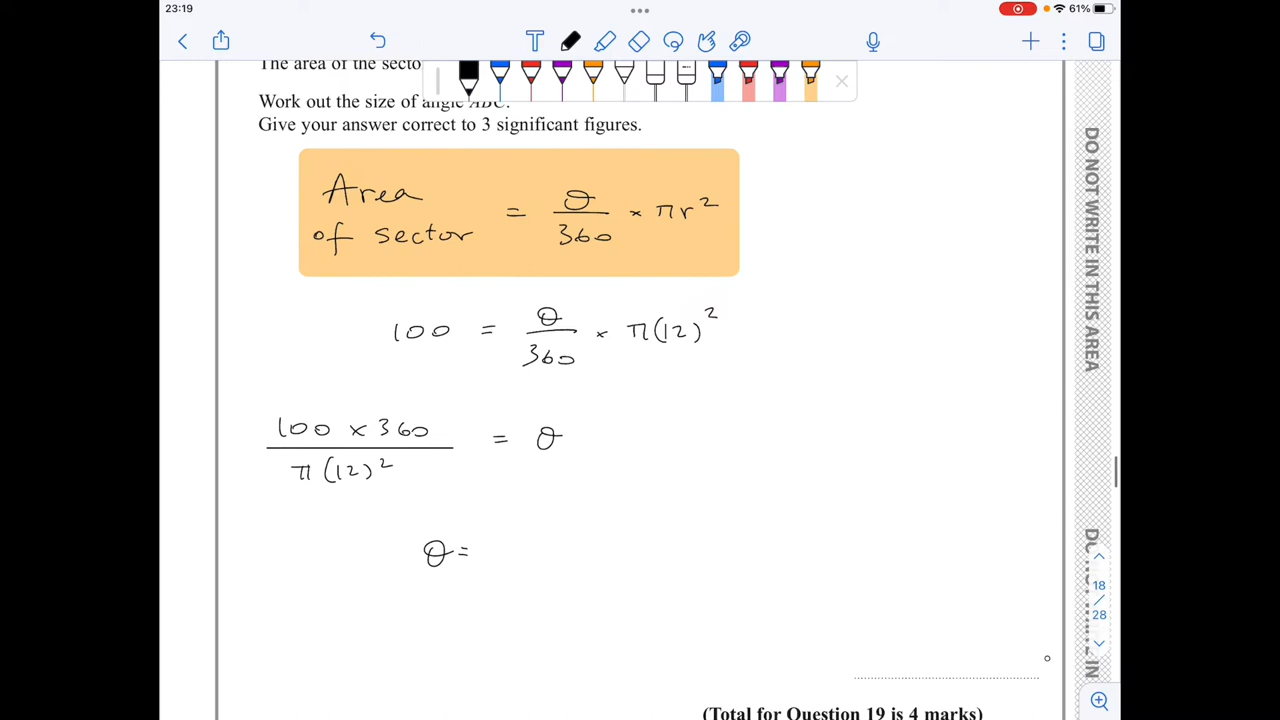 23:19
61%
The area of the secto
Work out the size of angle ABC.
Give your answer correct to 3 significant figures.
Area of sector = θ/360 × πr²
100 = θ/360 × π(12)²
100 × 360 / π(12)² = θ
θ =
°
(Total for Question 19 is 4 marks)
DO NOT WRITE IN THIS AREA
18
/
28